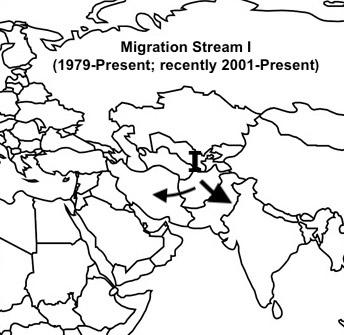 Migration Stream I
(1979-Present; recently 2001-Present)
I